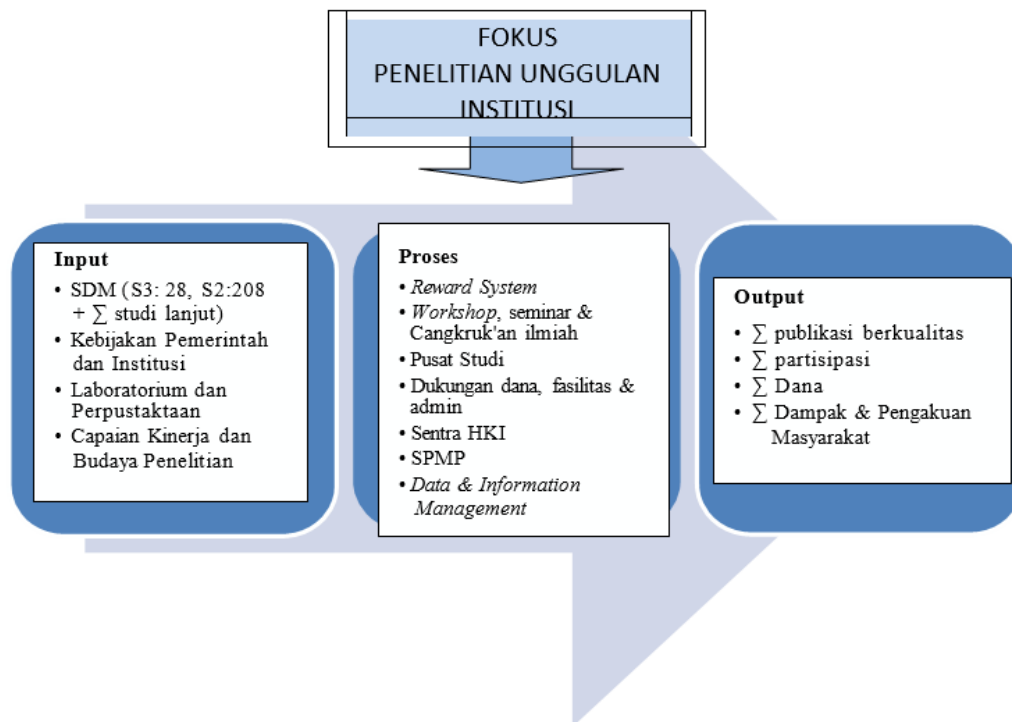 FOKUS
PENELITIAN UNGGULAN
INSTITUSI
Input
• SDM (S3: 28, S2:208
+ ∑ studi lanjut)
• Kebijakan Pemerintah
dan Institusi
• Laboratorium dan
Perpustaktaan
• Capaian Kinerja dan
Budaya Penelitian
Proses
• Reward System
• Workshop, seminar &
Cangkruk'an ilmiah
• Pusat Studi
• Dukungan dana, fasilitas &
admin
• Sentra HKI
• SPMP
• Data & Information
Management
Output
• ∑ publikasi berkualitas
• ∑ partisipasi
• ∑ Dana
• ∑ Dampak & Pengakuan
Masyarakat